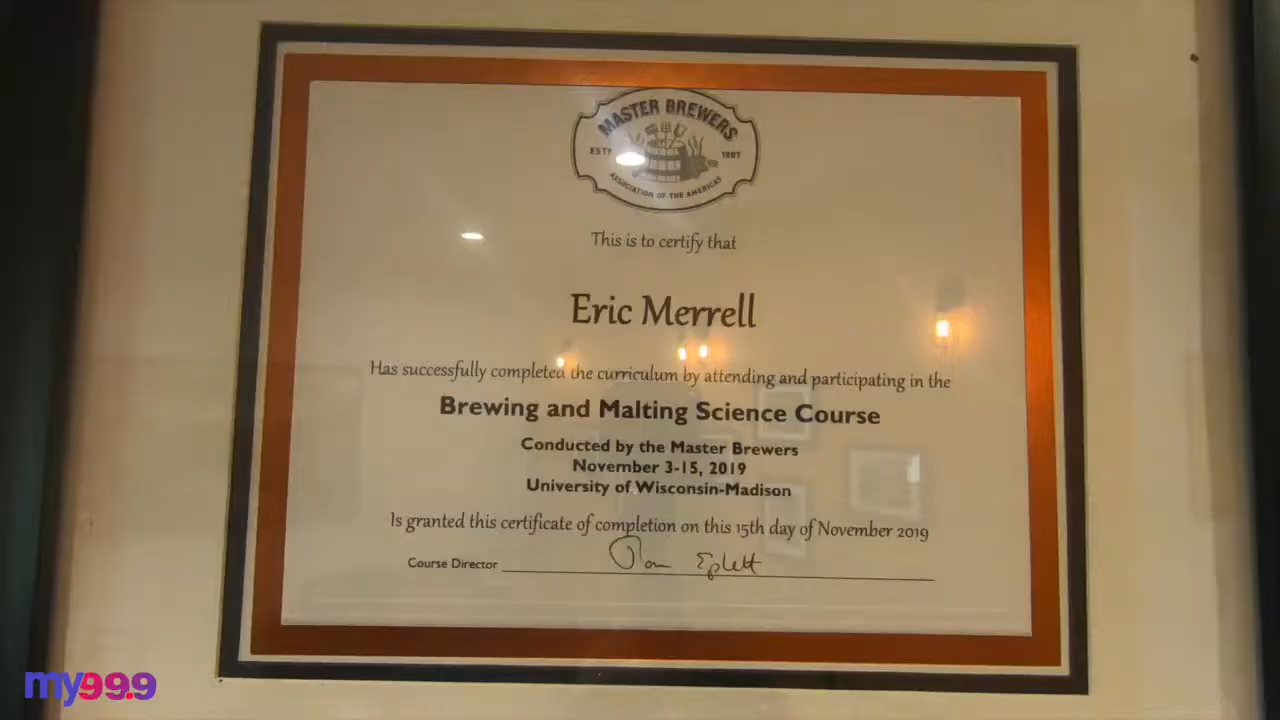 MASTER BREWERS
1887
ASSOCIATION OF THE AMERICAS
This is to certify that
Eric Merrell
Has successfully completed the curriculum by attending and participating in the
Brewing and Malting Science Course
Conducted by the Master Brewers
November 3-15, 2019
University of Wisconsin-Madison
Is granted this certificate of completion on this 15th day of November 2019
Course Director
my99.9